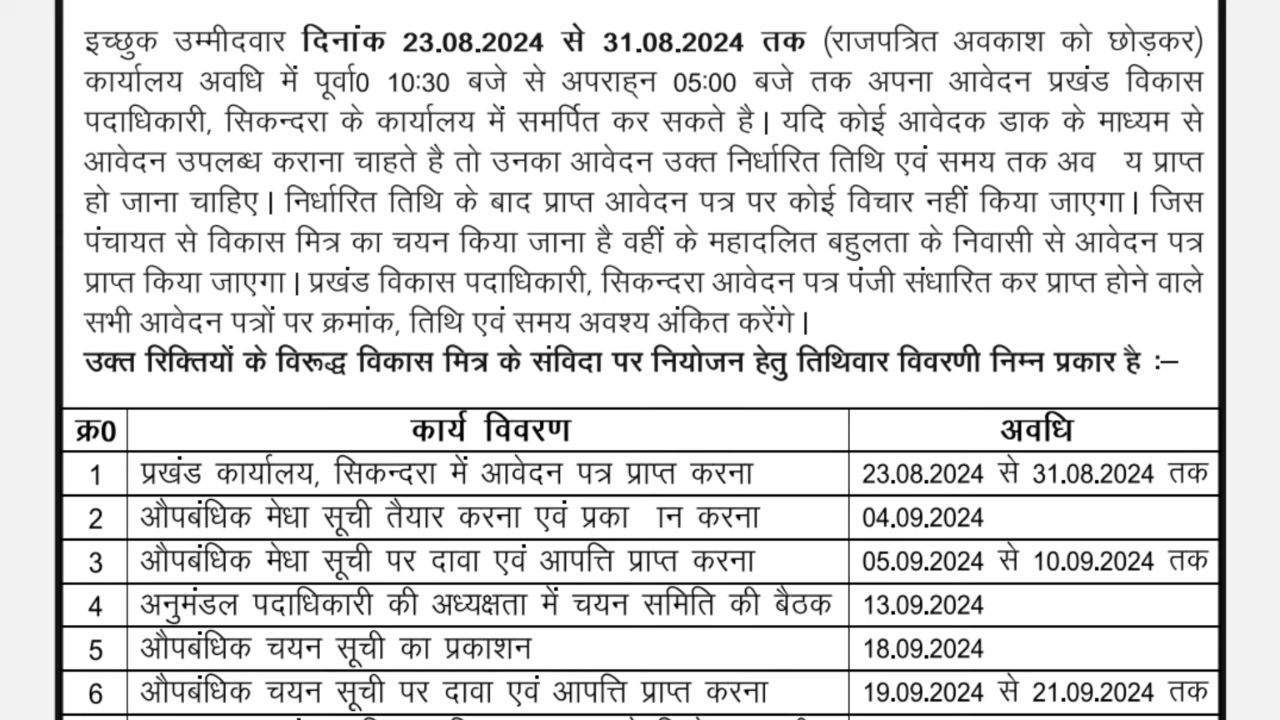 इच्छुक उम्मीदवार दिनांक 23.08.2024 से 31.08.2024 तक (राजपत्रित अवकाश को छोड़कर)
कार्यालय अवधि में पूर्वा0 10:30 बजे से अपराह्न 05:00 बजे तक अपना आवेदन प्रखंड विकास
पदाधिकारी, सिकन्दरा के कार्यालय में समर्पित कर सकते है। यदि कोई आवेदक डाक के माध्यम से
आवेदन उपलब्ध कराना चाहते है तो उनका आवेदन उक्त निर्धारित तिथि एवं समय तक अव य प्राप्त
हो जाना चाहिए। निर्धारित तिथि के बाद प्राप्त आवेदन पत्र पर कोई विचार नहीं किया जाएगा। जिस
पंचायत से विकास मित्र का चयन किया जाना है वहीं के महादलित बहुलता के निवासी से आवेदन पत्र
प्राप्त किया जाएगा। प्रखंड विकास पदाधिकारी, सिकन्दरा आवेदन पत्र पंजी संधारित कर प्राप्त होने वाले
सभी आवेदन पत्रों पर क्रमांक, तिथि एवं समय अवश्य अंकित करेंगे।
उक्त रिक्तियों के विरूद्ध विकास मित्र के संविदा पर नियोजन हेतु तिथिवार विवरणी निम्न प्रकार है :–
क्र0 कार्य विवरण अवधि
1 प्रखंड कार्यालय, सिकन्दरा में आवेदन पत्र प्राप्त करना 23.08.2024 से 31.08.2024 तक
2 औपबंधिक मेधा सूची तैयार करना एवं प्रका ान करना 04.09.2024
3 औपबंधिक मेधा सूची पर दावा एवं आपत्ति प्राप्त करना 05.09.2024 से 10.09.2024 तक
4 अनुमंडल पदाधिकारी की अध्यक्षता में चयन समिति की बैठक 13.09.2024
5 औपबंधिक चयन सूची का प्रकाशन 18.09.2024
6 औपबंधिक चयन सूची पर दावा एवं आपत्ति प्राप्त करना 19.09.2024 से 21.09.2024 तक